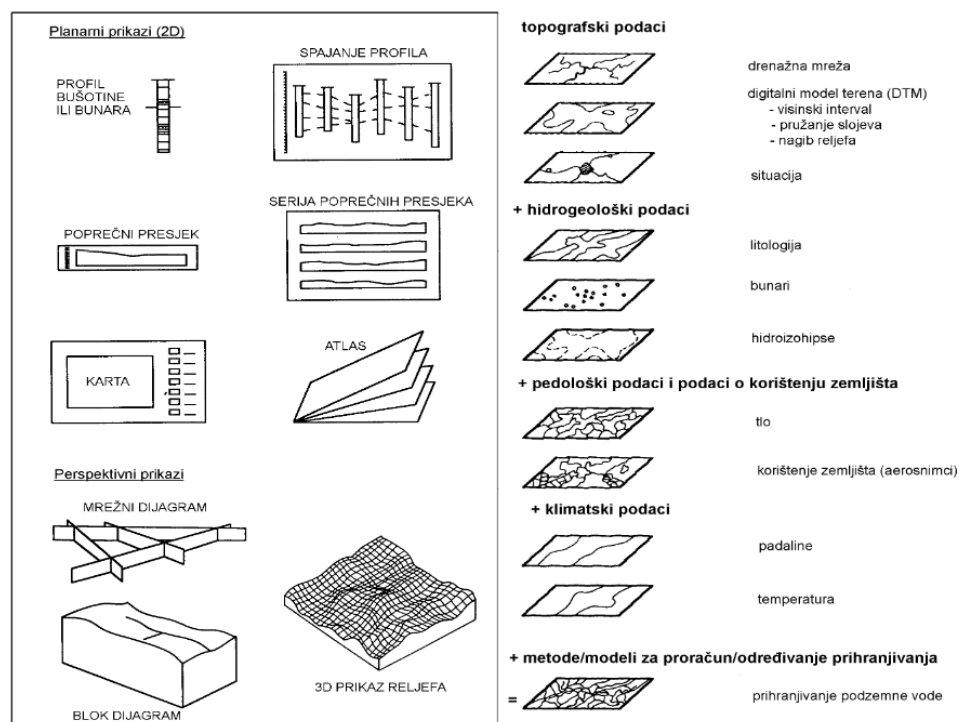 Planarni prikazi (2D)
PROFIL
BUŠOTINE
ILI BUNARA
SPAJANJE PROFILA
POPREČNI PRESJEK
SERIJA POPREČNIH PRESJEKA
KARTA
ATLAS
Perspektivni prikazi
MREŽNI DIJAGRAM
BLOK DIJAGRAM
3D PRIKAZ RELJEFA
topografski podaci
drenažna mreža
digitalni model terena (DTM)
- visinski interval
- pružanje slojeva
- nagib reljefa
situacija
+ hidrogeološki podaci
litologija
bunari
hidroizohipse
+ pedološki podaci i podaci o korištenju zemljišta
tlo
korištenje zemljišta (aerosnimci)
+ klimatski podaci
padaline
temperatura
+ metode/modeli za proračun/određivanje prihranjivanja
= prihranjivanje podzemne vode